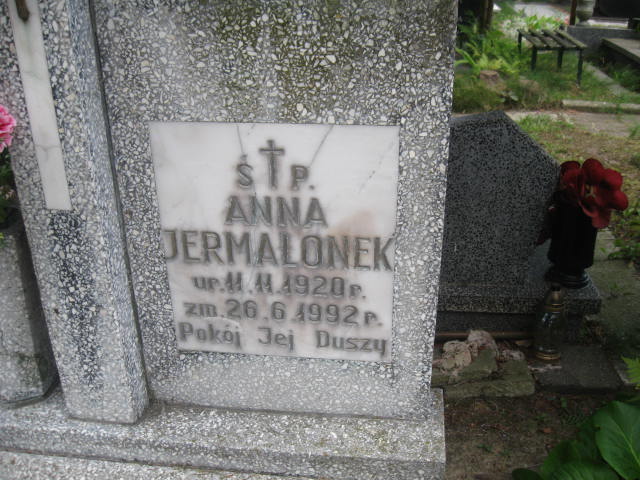 Ś P.
ANNA
JERMAŁONEK
ur. 11.11.1920 r.
zm. 26.6.1992 r.
Pokój Jej Duszy